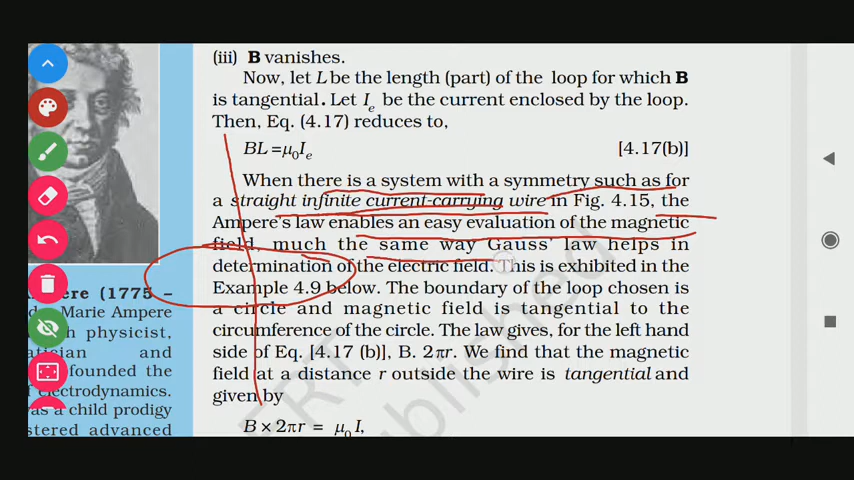 (iii) B vanishes.
Now, let L be the length (part) of the loop for which B
is tangential. Let Ie be the current enclosed by the loop.
Then, Eq. (4.17) reduces to,
BL =μ0Ie [4.17(b)]
When there is a system with a symmetry such as for
a straight infinite current-carrying wire in Fig. 4.15, the
Ampere's law enables an easy evaluation of the magnetic
field, much the same way Gauss' law helps in
determination of the electric field. This is exhibited in the
Example 4.9 below. The boundary of the loop chosen is
a circle and magnetic field is tangential to the
circumference of the circle. The law gives, for the left hand
side of Eq. [4.17 (b)], B. 2πr. We find that the magnetic
field at a distance r outside the wire is tangential and
given by
B × 2πr = μ0 I,
(1775 –
Marie Ampere
physicist,
and
founded the
electrodynamics.
was a child prodigy
mastered advanced